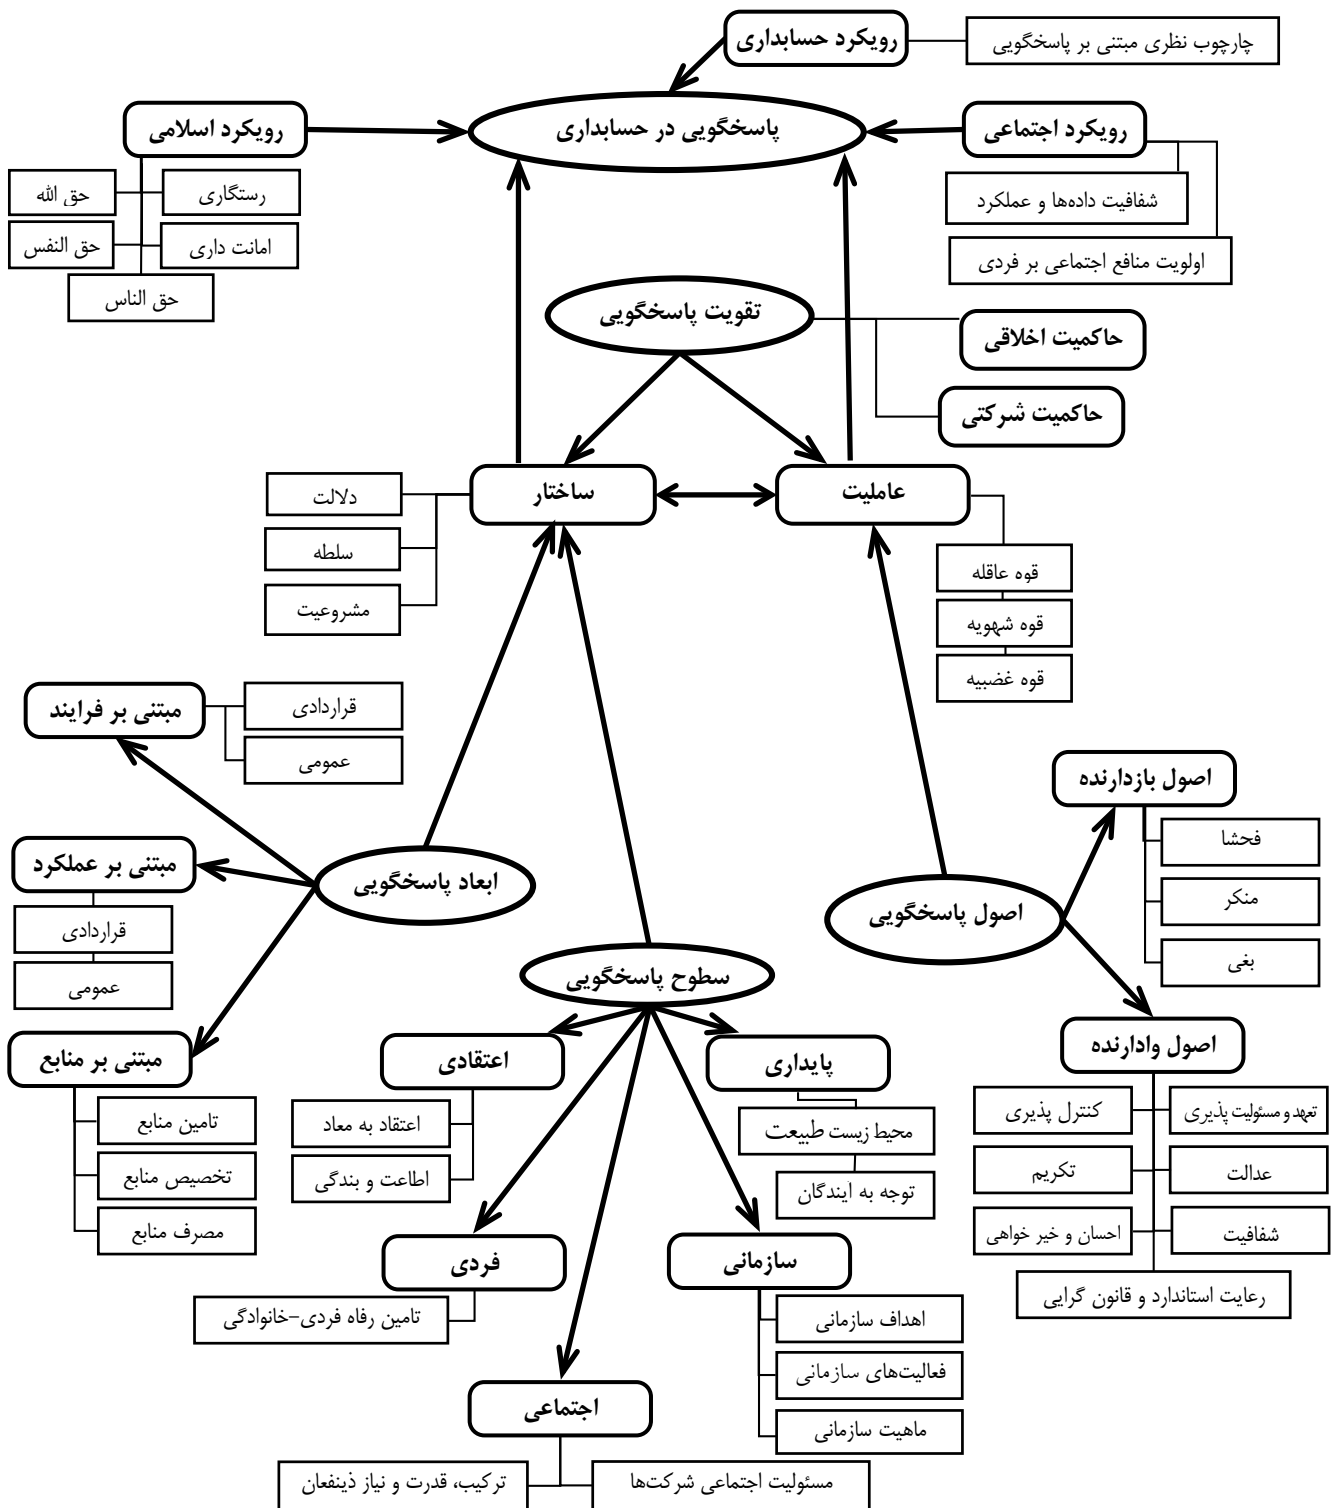 رویکرد حسابداری
چارچوب نظری مبتنی بر پاسخگویی
پاسخگویی در حسابداری
رویکرد اجتماعی
شفافیت داده‌ها و عملکرد
اولویت منافع اجتماعی بر فردی
رویکرد اسلامی
رستگاری
حق الله
امانت داری
حق النفس
حق الناس
تقویت پاسخگویی
حاکمیت اخلاقی
حاکمیت شرکتی
عاملیت
قوه عاقله
قوه شهویه
قوه غضبیه
ساختار
دلالت
سلطه
مشروعیت
مبتنی بر فرایند
قراردادی
عمومی
ابعاد پاسخگویی
مبتنی بر عملکرد
قراردادی
عمومی
مبتنی بر منابع
تامین منابع
تخصیص منابع
مصرف منابع
اصول پاسخگویی
اصول بازدارنده
فحشا
منکر
بغی
اصول وادارنده
تعهد و مسئولیت پذیری
کنترل پذیری
عدالت
تکریم
شفافیت
احسان و خیر خواهی
رعایت استاندارد و قانون گرایی
سطوح پاسخگویی
پایداری
محیط زیست طبیعت
توجه به آیندگان
اعتقادی
اعتقاد به معاد
اطاعت و بندگی
سازمانی
اهداف سازمانی
فعالیت‌های سازمانی
ماهیت سازمانی
فردی
تامین رفاه فردی-خانوادگی
اجتماعی
مسئولیت اجتماعی شرکت‌ها
ترکیب، قدرت و نیاز ذینفعان